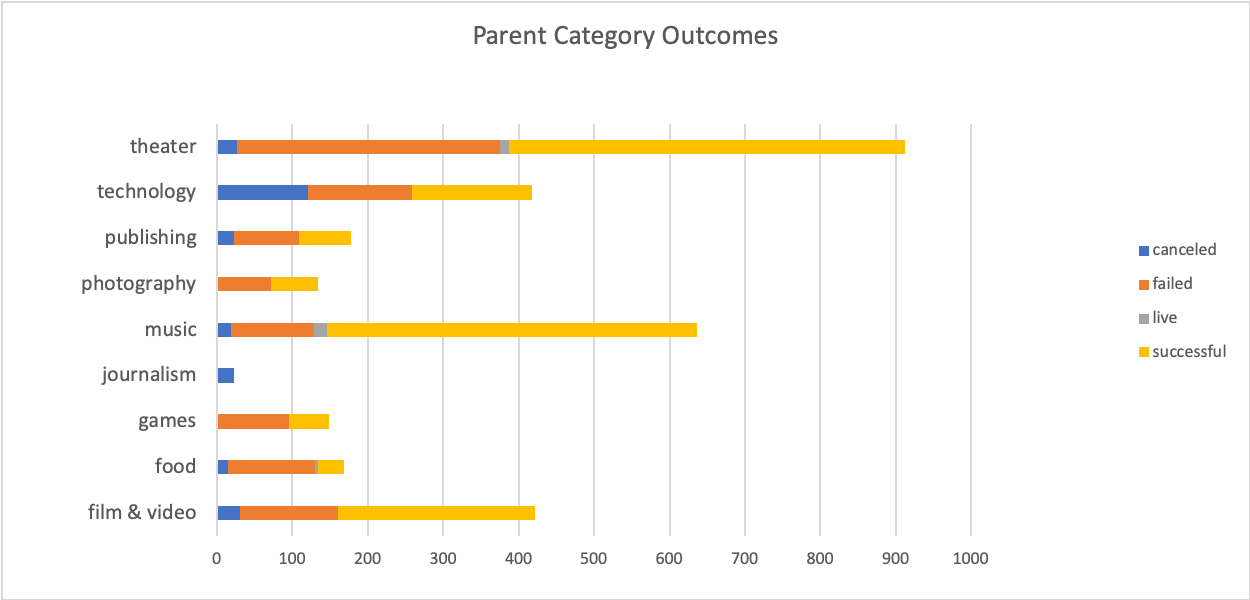 Parent Category Outcomes
theater
technology
publishing
photography
music
journalism
games
food
film & video
0 100 200 300 400 500 600 700 800 900 1000
canceled
failed
live
successful